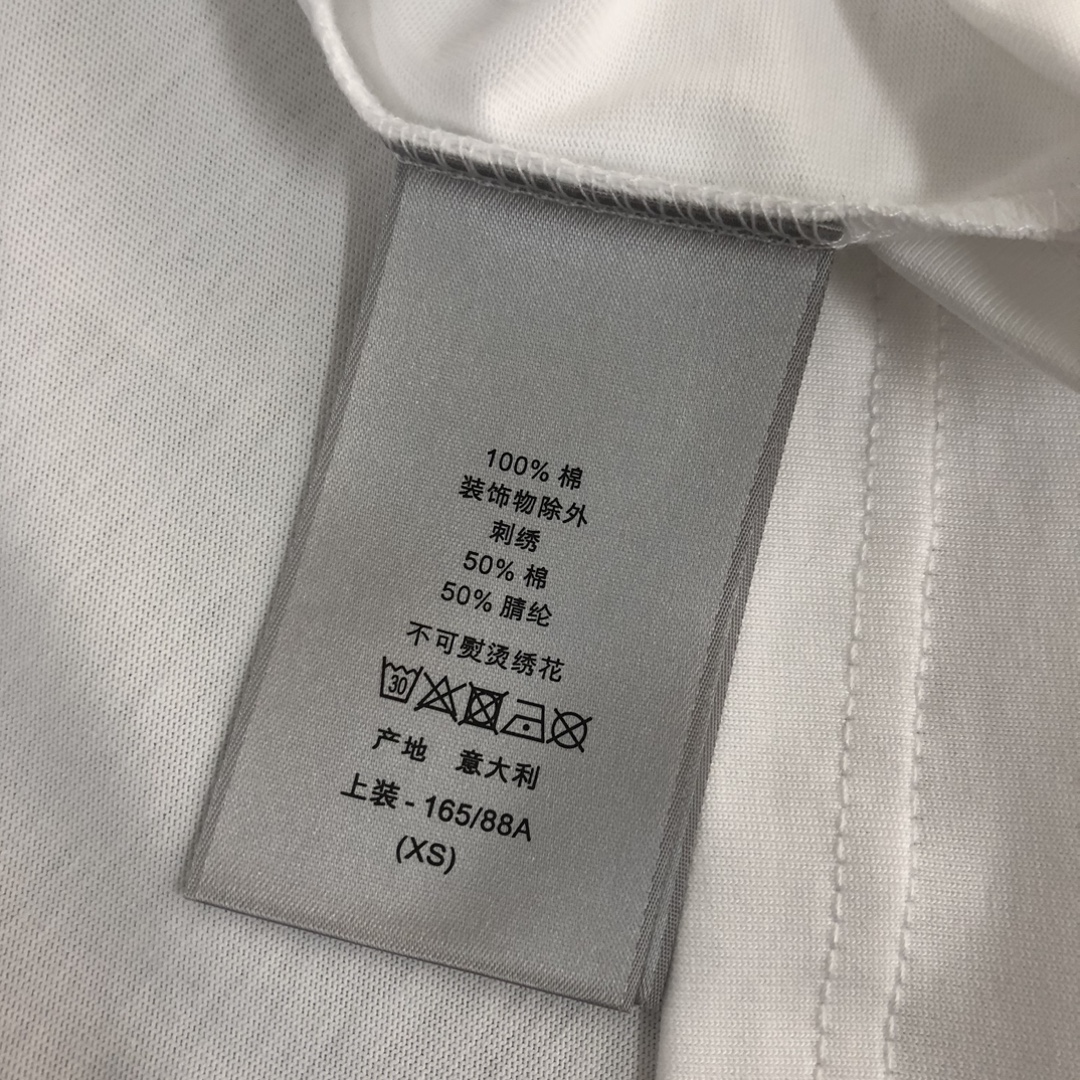 100% 棉
装饰物除外
刺绣
50% 棉
50% 腈纶
不可熨烫绣花
30
产地 意大利
上装 - 165/88A
(XS)